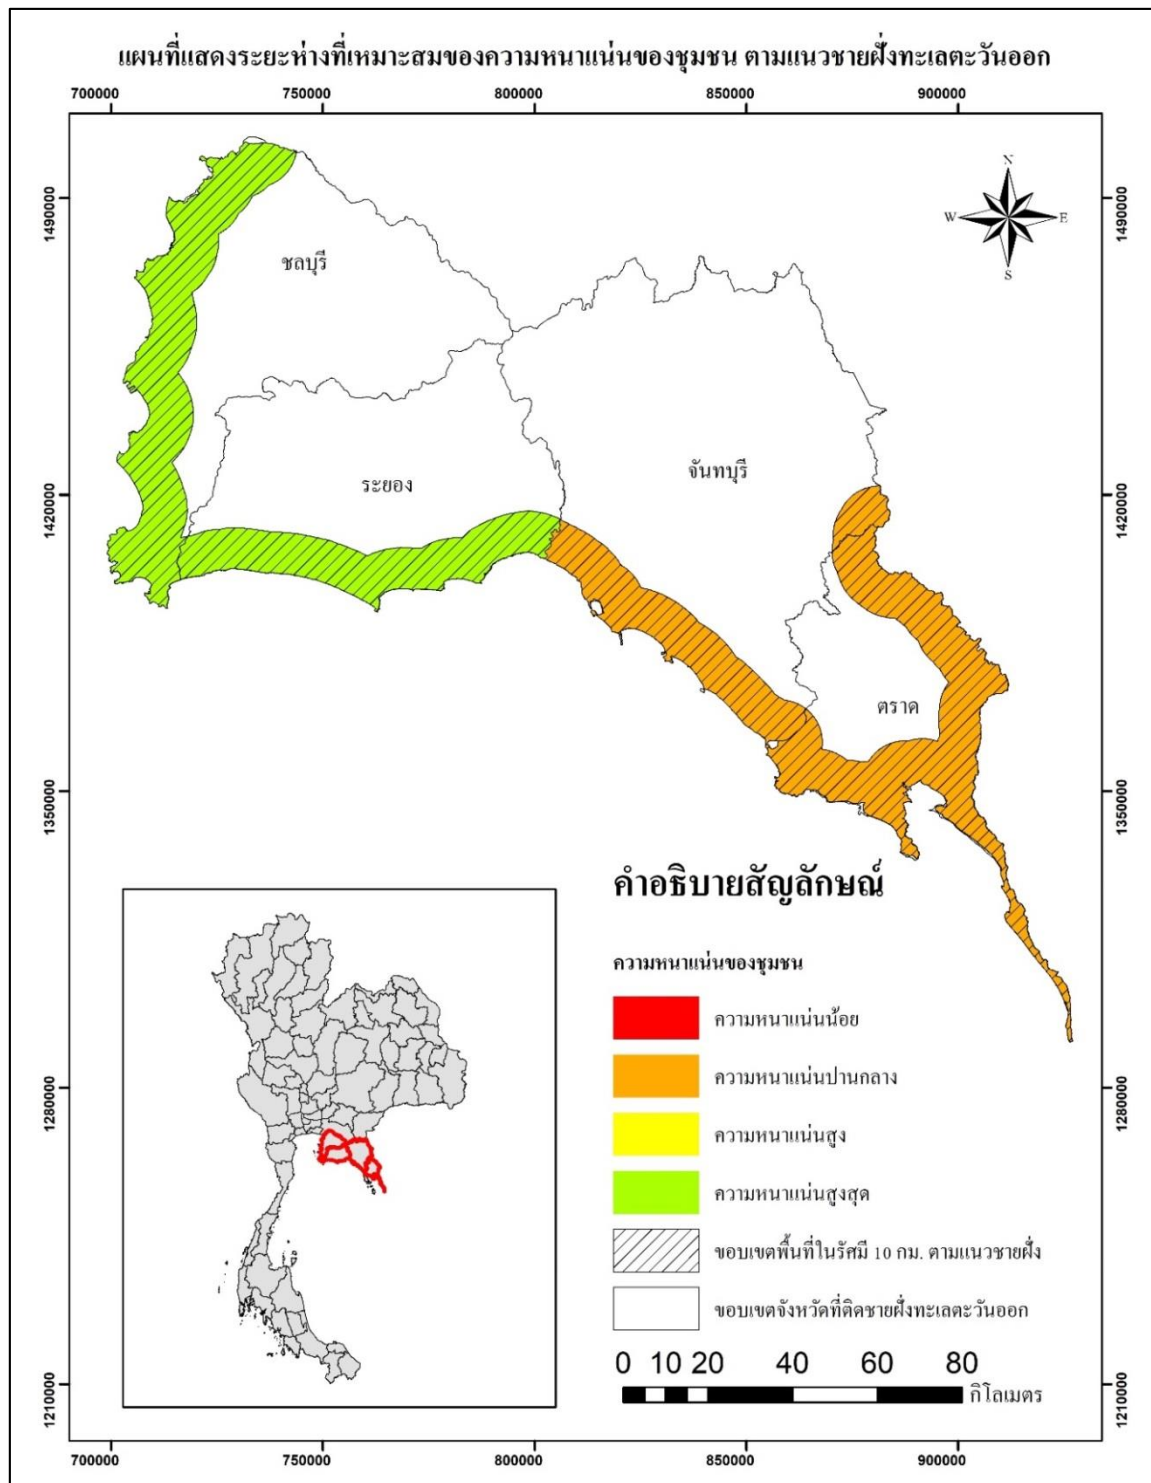 แผนที่แสดงระยะห่างที่เหมาะสมของความหนาแน่นของชุมชน ตามแนวชายฝั่งทะเลตะวันออก
700000 750000 800000 850000 900000
N
W E
S
1490000 1490000
ชลบุรี
ระยอง
จันทบุรี
1420000 1420000
ตราด
1350000 1350000
คำอธิบายสัญลักษณ์
ความหนาแน่นของชุมชน
ความหนาแน่นน้อย
ความหนาแน่นปานกลาง
1280000 1280000
ความหนาแน่นสูง
ความหนาแน่นสูงสุด
ขอบเขตพื้นที่ในรัศมี 10 กม. ตามแนวชายฝั่ง
ขอบเขตจังหวัดที่ติดชายฝั่งทะเลตะวันออก
0 10 20 40 60 80
กิโลเมตร
1210000 1210000
700000 750000 800000 850000 900000